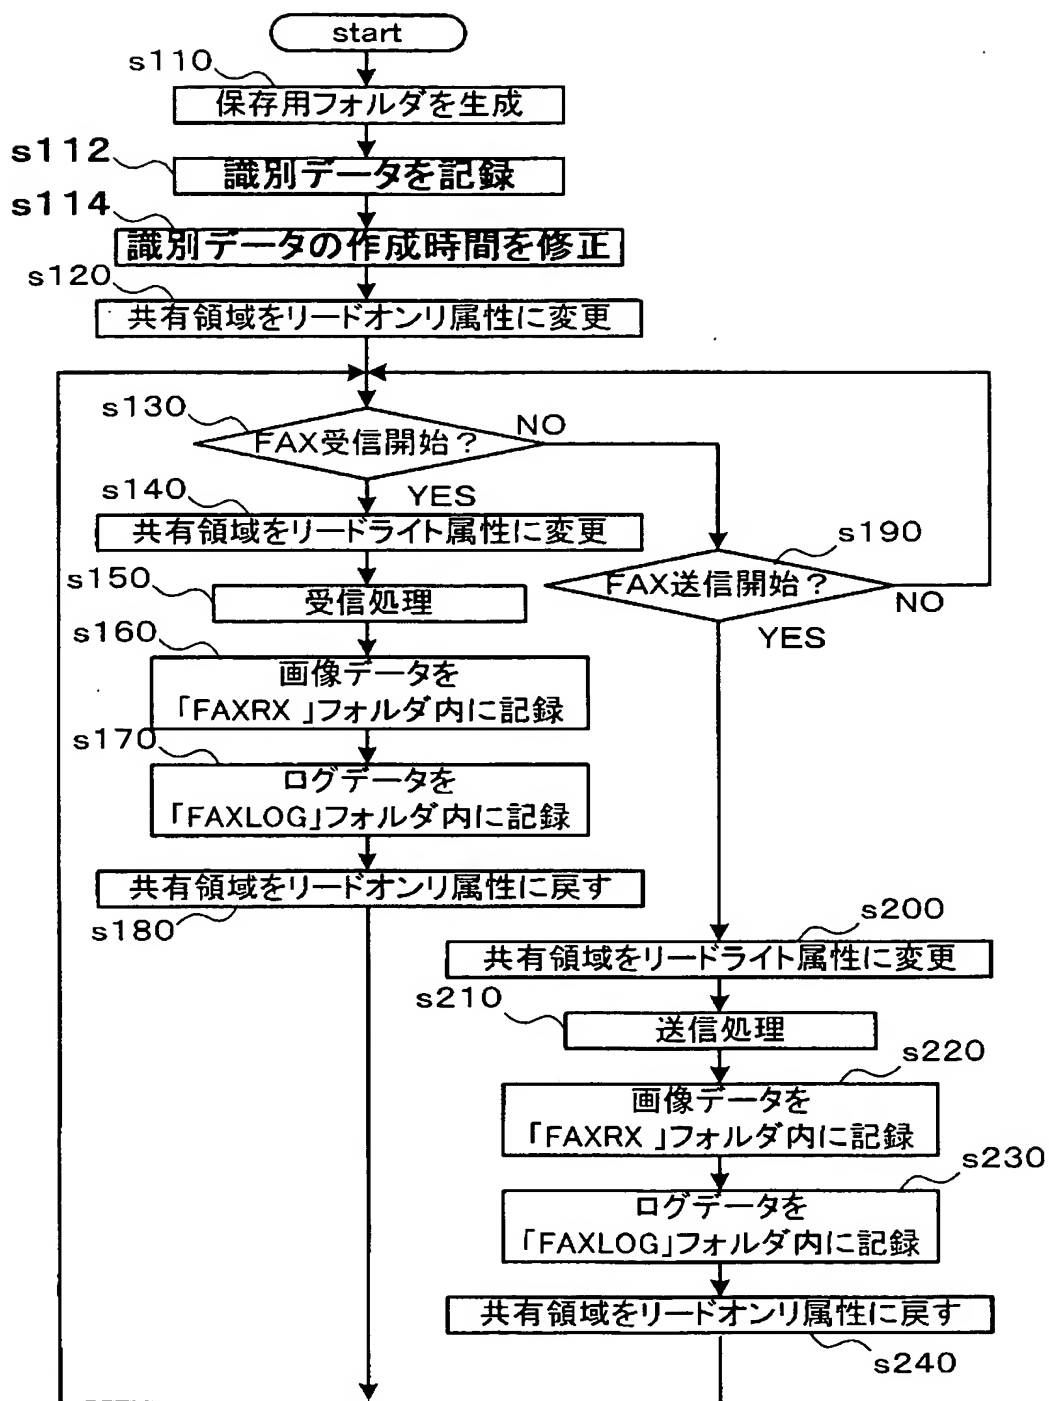 start
s110
保存用フォルダを生成
s112
識別データを記録
s114
識別データの作成時間を修正
s120
共有領域をリードオンリ属性に変更
s130
FAX受信開始？
NO
YES
s140
共有領域をリードライト属性に変更
s190
FAX送信開始？
NO
YES
s150
受信処理
s160
画像データを
「FAXRX 」フォルダ内に記録
s170
ログデータを
「FAXLOG」フォルダ内に記録
共有領域をリードオンリ属性に戻す
s180
s200
共有領域をリードライト属性に変更
s210
送信処理
s220
画像データを
「FAXRX 」フォルダ内に記録
s230
ログデータを
「FAXLOG」フォルダ内に記録
共有領域をリードオンリ属性に戻す
s240